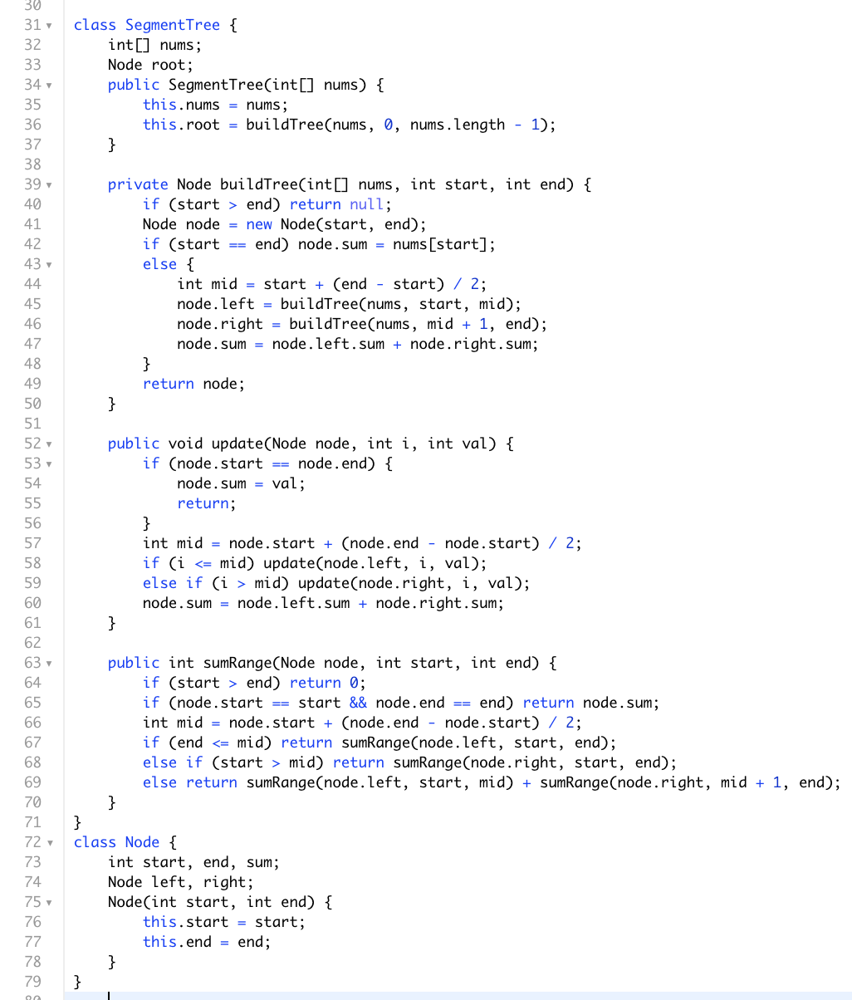 30
31 class SegmentTree {
32     int[] nums;
33     Node root;
34     public SegmentTree(int[] nums) {
35         this.nums = nums;
36         this.root = buildTree(nums, 0, nums.length - 1);
37     }
38
39     private Node buildTree(int[] nums, int start, int end) {
40         if (start > end) return null;
41         Node node = new Node(start, end);
42         if (start == end) node.sum = nums[start];
43         else {
44             int mid = start + (end - start) / 2;
45             node.left = buildTree(nums, start, mid);
46             node.right = buildTree(nums, mid + 1, end);
47             node.sum = node.left.sum + node.right.sum;
48         }
49         return node;
50     }
51
52     public void update(Node node, int i, int val) {
53         if (node.start == node.end) {
54             node.sum = val;
55             return;
56         }
57         int mid = node.start + (node.end - node.start) / 2;
58         if (i <= mid) update(node.left, i, val);
59         else if (i > mid) update(node.right, i, val);
60         node.sum = node.left.sum + node.right.sum;
61     }
62
63     public int sumRange(Node node, int start, int end) {
64         if (start > end) return 0;
65         if (node.start == start && node.end == end) return node.sum;
66         int mid = node.start + (node.end - node.start) / 2;
67         if (end <= mid) return sumRange(node.left, start, end);
68         else if (start > mid) return sumRange(node.right, start, end);
69         else return sumRange(node.left, start, mid) + sumRange(node.right, mid + 1, end);
70     }
71 }
72 class Node {
73     int start, end, sum;
74     Node left, right;
75     Node(int start, int end) {
76         this.start = start;
77         this.end = end;
78     }
79 }
80